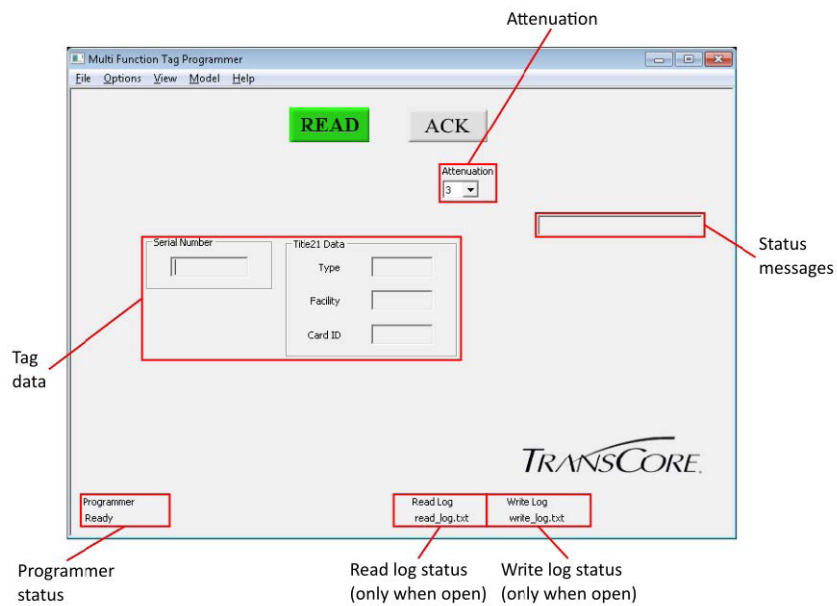 Attenuation
Multi Function Tag Programmer
File Options View Model Help
READ ACK
Attenuation
3
Serial Number
Title21 Data
Type
Facility
Card ID
Status
messages
Tag
data
TRANSCORE.
Programmer
Ready
Read Log
read_log.txt
Write Log
write_log.txt
Programmer
status
Read log status
(only when open)
Write log status
(only when open)